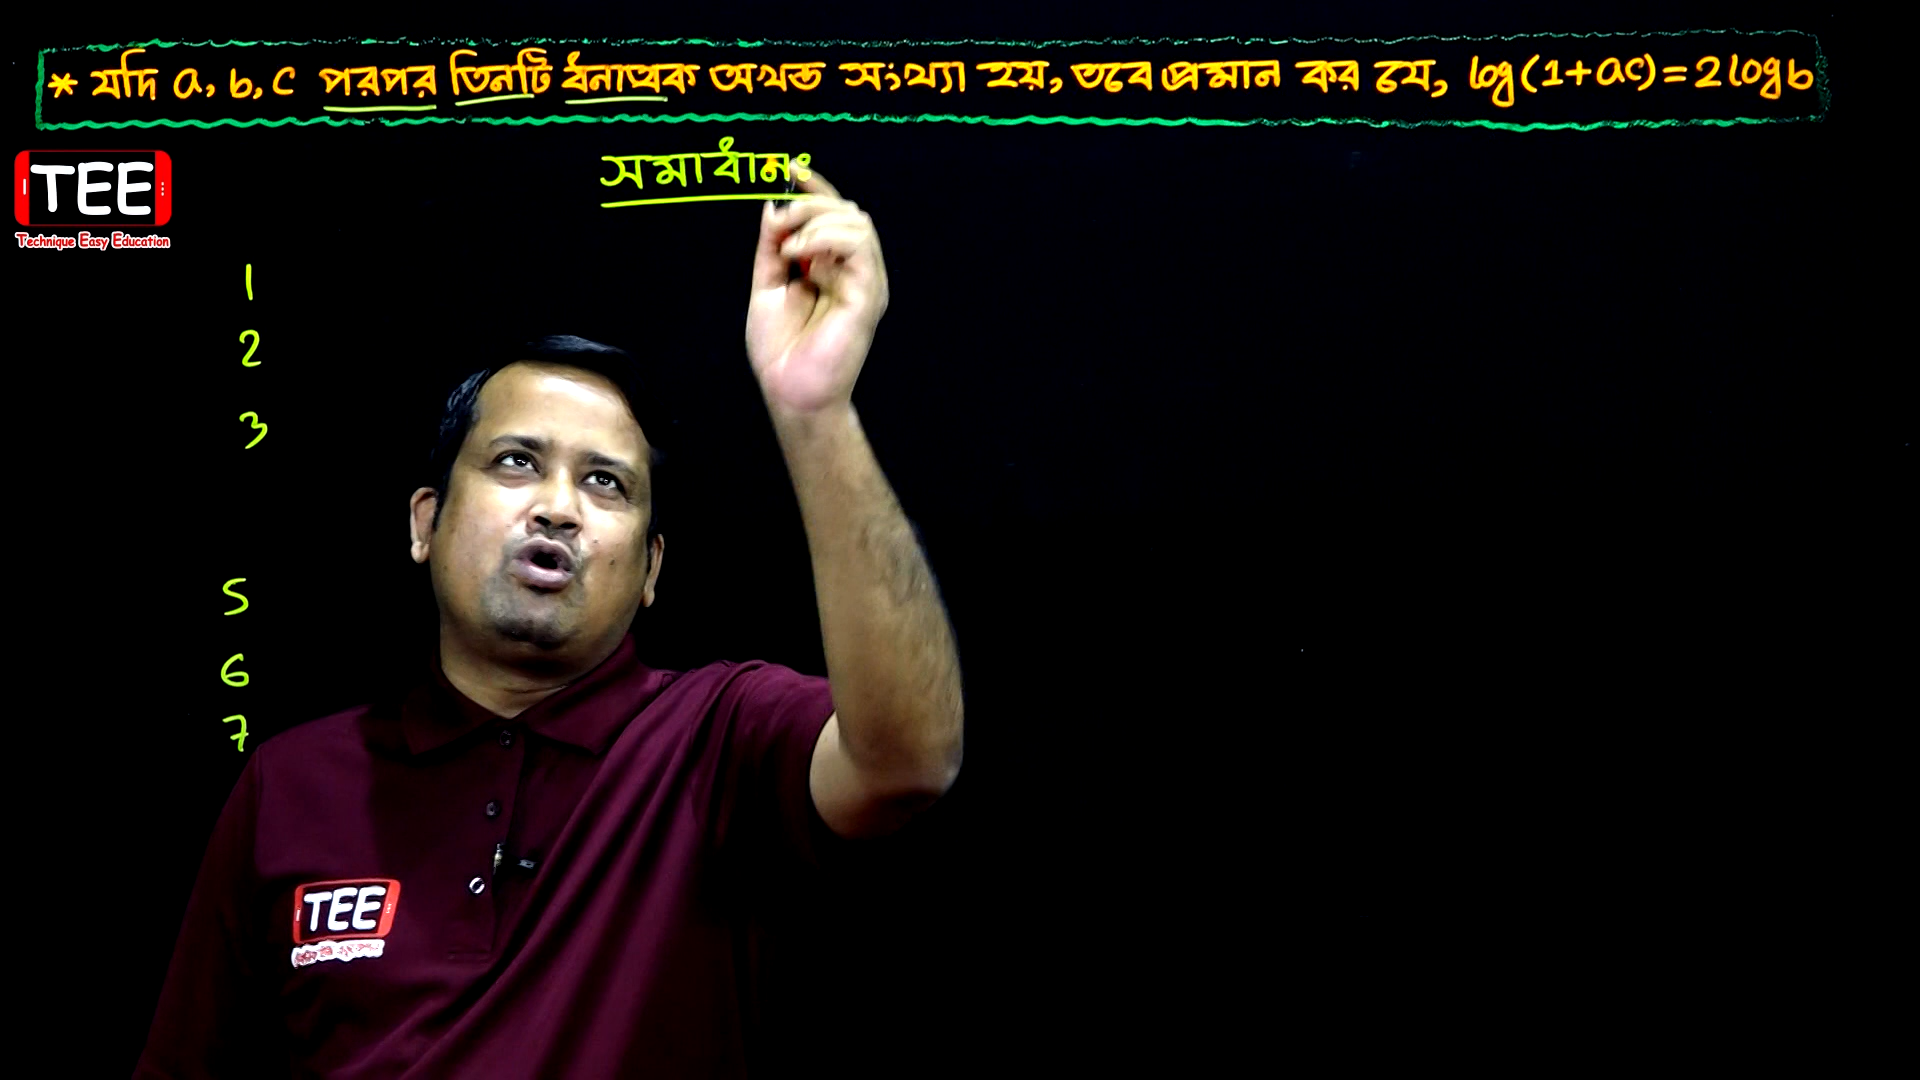 * যদি a, b, c পরপর তিনটি ধনাত্মক অখন্ড সংখ্যা হয়, তবে প্রমান কর যে, log(1+ac)=2logb
সমাধানঃ
TEE
Technique Easy Education
1
2
3
5
6
7
TEE